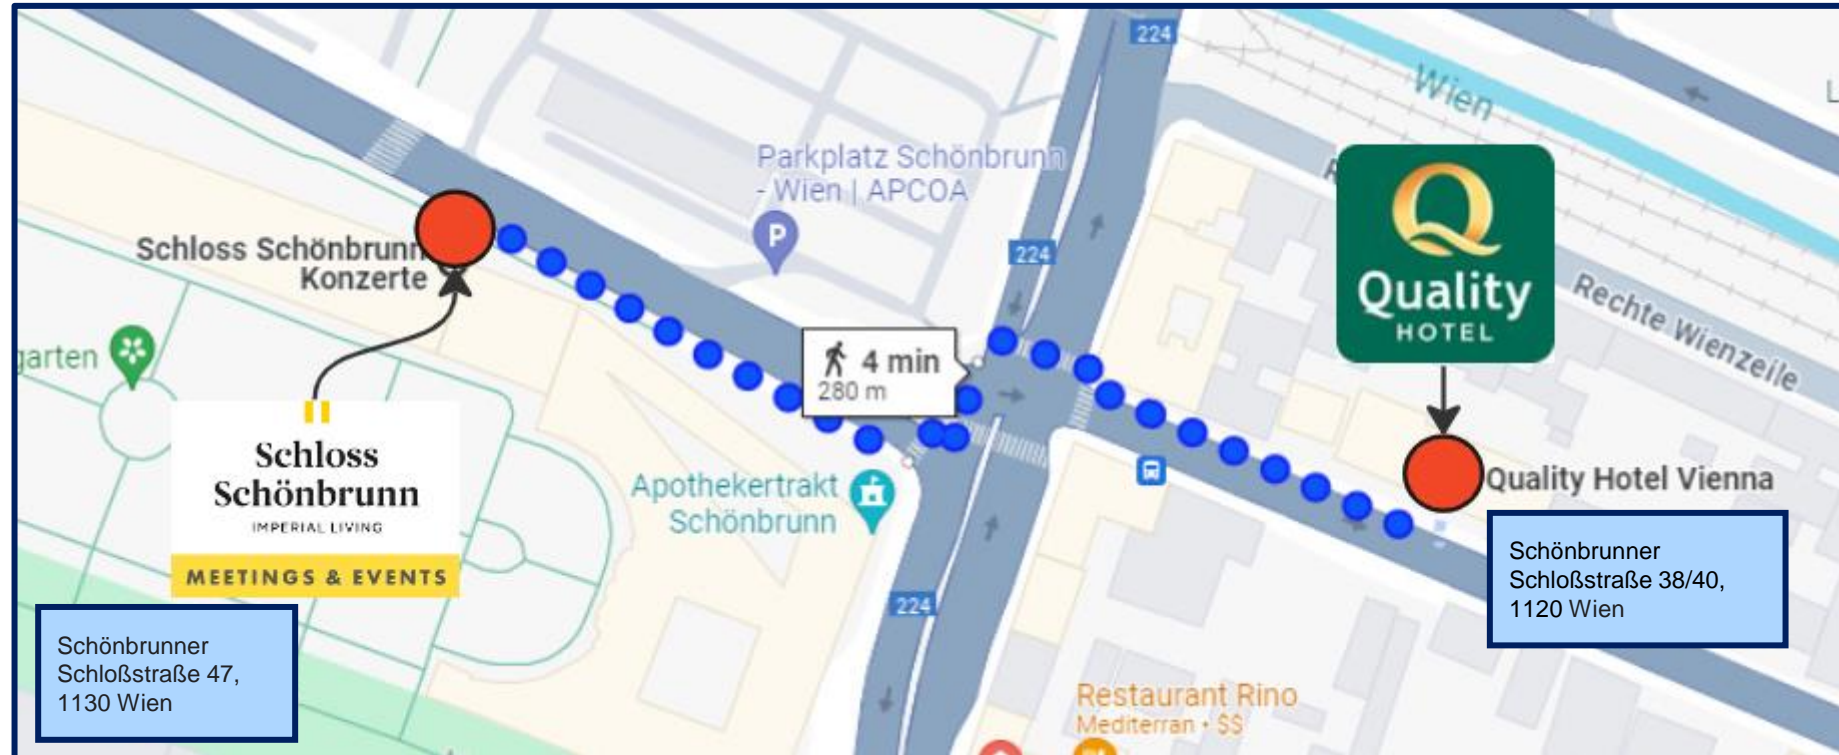 224
Wien
Parkplatz Schönbrunn
- Wien | APCOA
P
224
Schloss Schönbrunn
Konzerte
Quality
HOTEL
Rechte Wienzeile
garten
4 min
280 m
Schloss
Schönbrunn
IMPERIAL LIVING
MEETINGS & EVENTS
Apothekertrakt
Schönbrunn
Quality Hotel Vienna
Schönbrunner
Schloßstraße 38/40,
1120 Wien
224
Schönbrunner
Schloßstraße 47,
1130 Wien
Restaurant Rino
Mediterran • $$